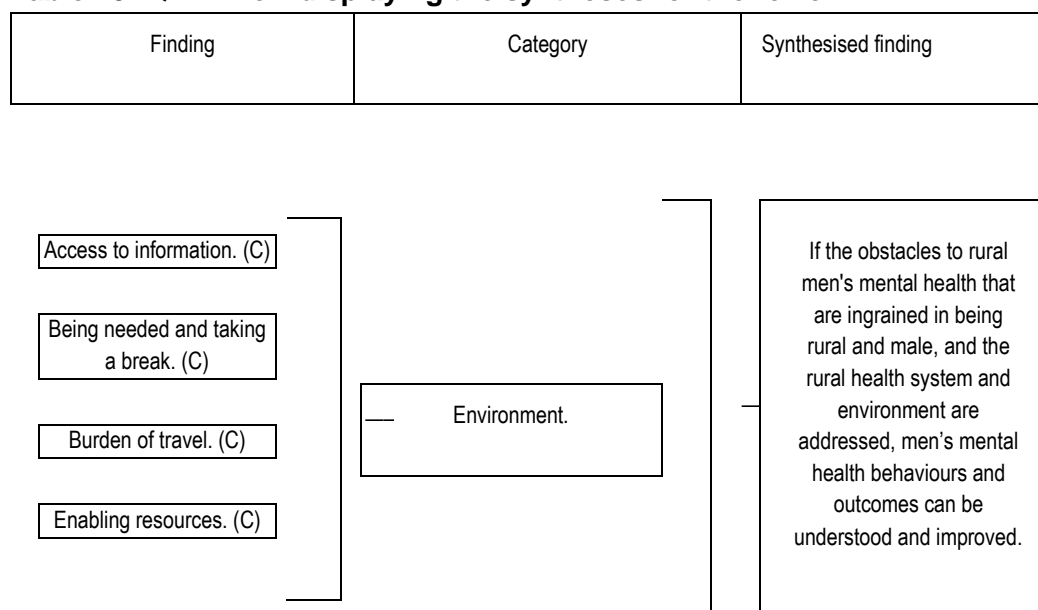 Finding
Category
Synthesised finding
Access to information. (C)
Being needed and taking
a break. (C)
Burden of travel. (C)
Enabling resources. (C)
Environment.
If the obstacles to rural
men's mental health that
are ingrained in being
rural and male, and the
rural health system and
environment are
addressed, men’s mental
health behaviours and
outcomes can be
understood and improved.